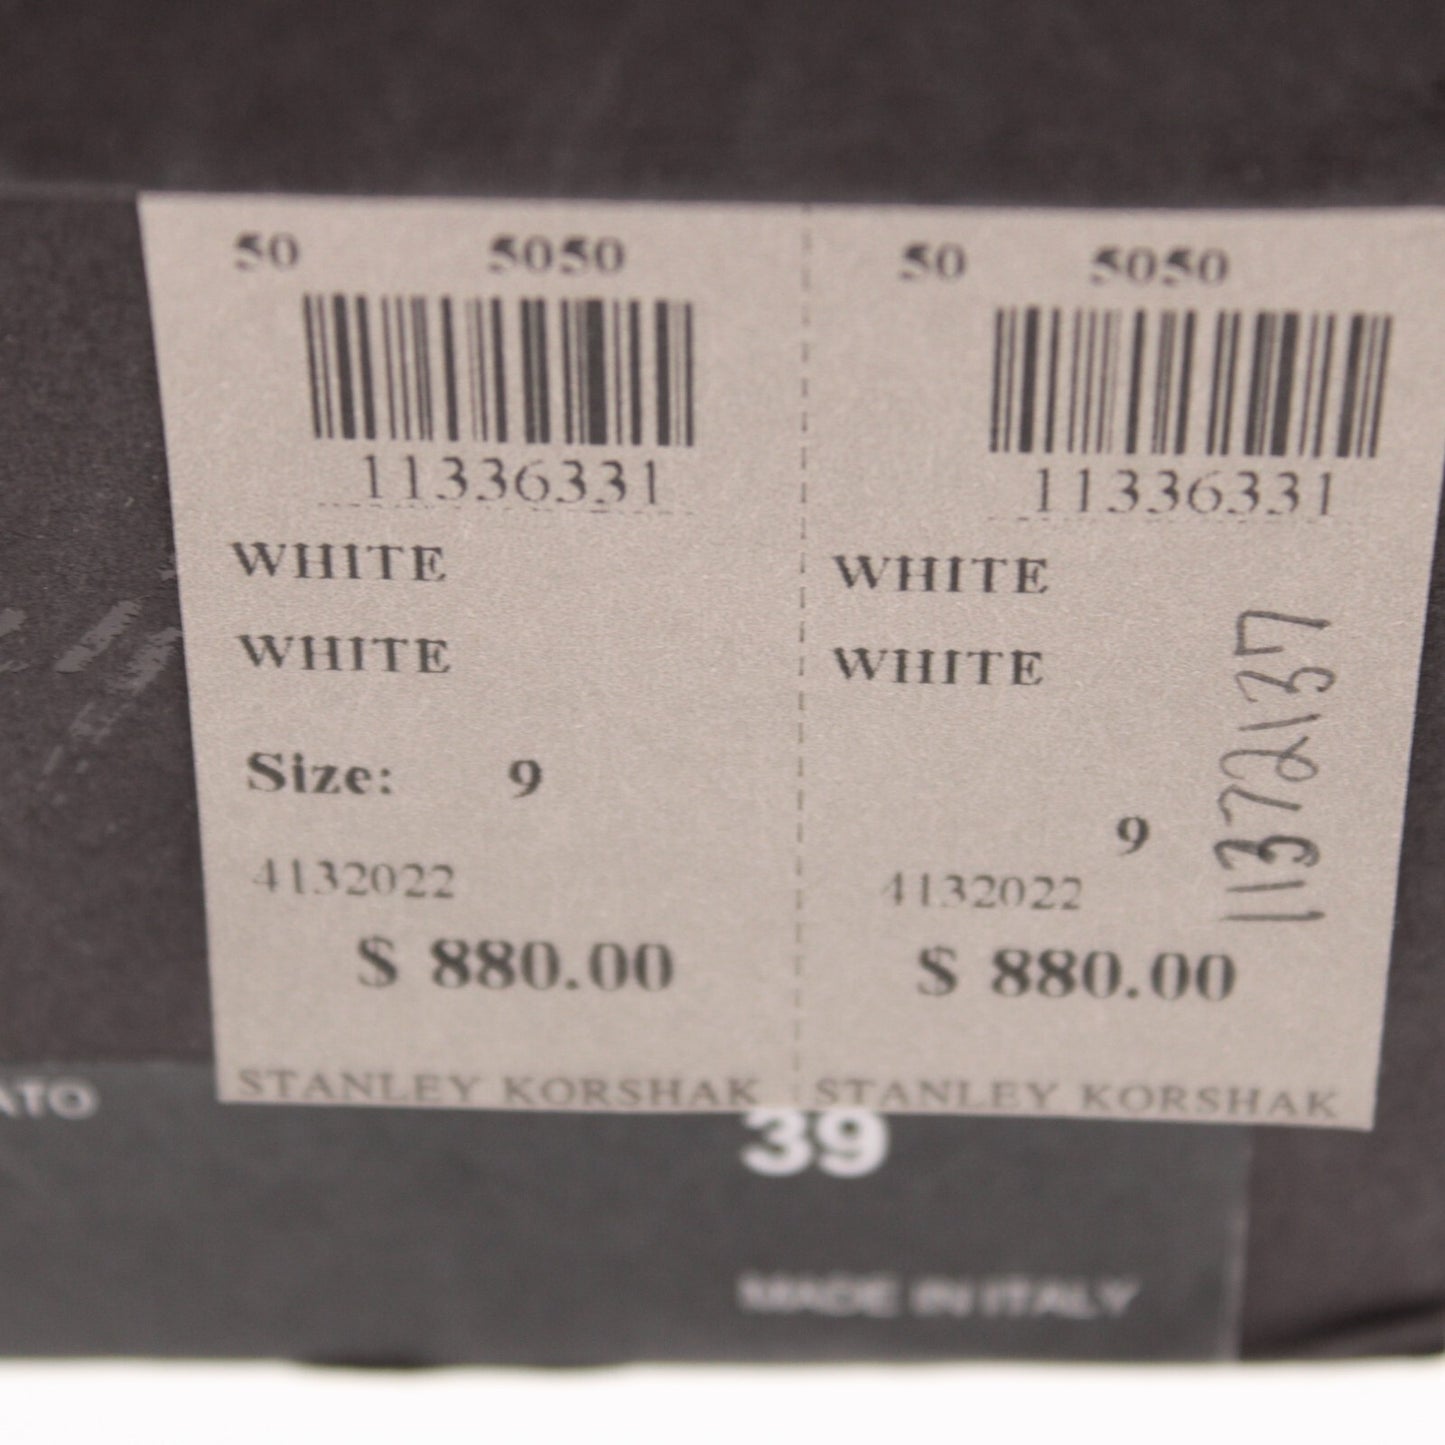 50 5050
11336331
WHITE
WHITE
Size: 9
4132022
$ 880.00
STANLEY KORSHAK
50 5050
11336331
WHITE
WHITE
9
4132022
$ 880.00
STANLEY KORSHAK
11372137
ATO
39
MADE IN ITALY